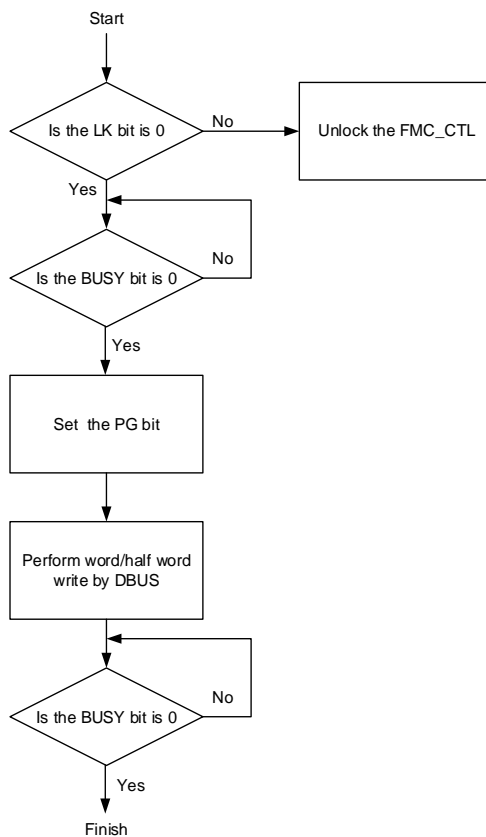 Start
Is the LK bit is 0
No
Unlock the FMC_CTL
Yes
Is the BUSY bit is 0
No
Yes
Set the PG bit
Perform word/half word
write by DBUS
Is the BUSY bit is 0
No
Yes
Finish